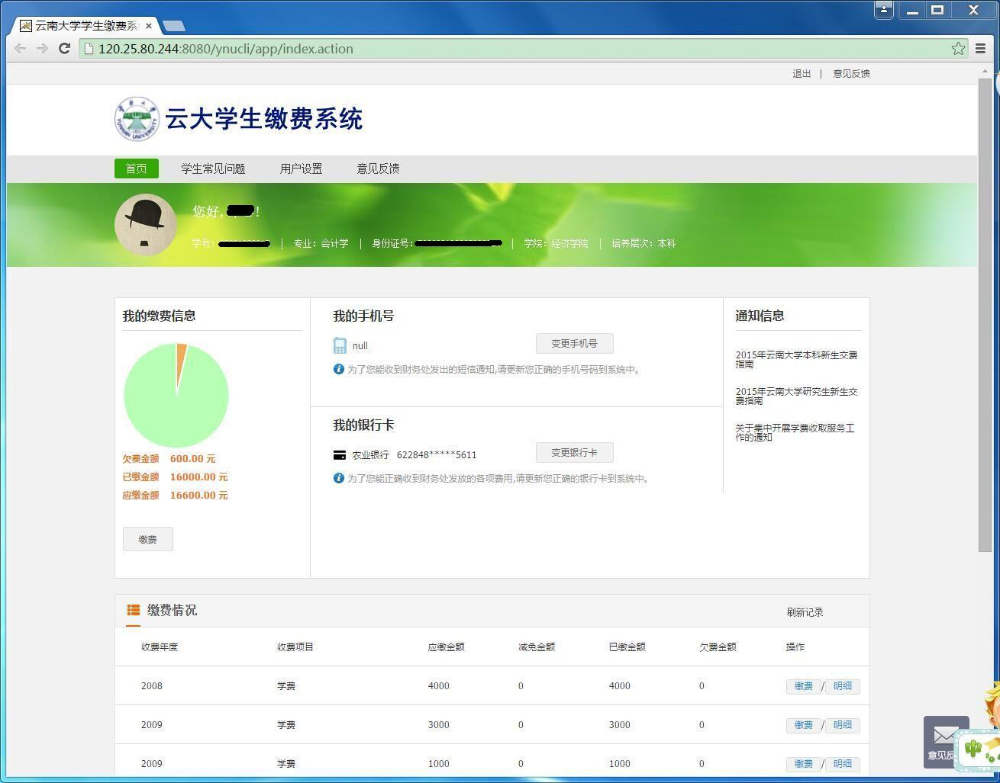 云南大学学生缴费系
120.25.80.244:8080/ynucli/app/index.action
退出 | 意见反馈
云大学生缴费系统
首页 学生常见问题 用户设置 意见反馈
您好, !
学号: | 专业: 会计学 | 身份证号: | 学院: 经济学院 | 培养层次: 本科
我的缴费信息
欠费金额 600.00 元
已缴金额 16000.00 元
应缴金额 16600.00 元
缴费
我的手机号
null 变更手机号
为了您能收到财务处发出的短信通知,请更新您正确的手机号码到系统中。
我的银行卡
农业银行 622848*****5611 变更银行卡
为了您能正确收到财务处发放的各项费用,请更新您正确的银行卡到系统中。
通知信息
2015年云南大学本科新生交费
指南
2015年云南大学研究生新生交
费指南
关于集中开展学费收取服务工
作的通知
缴费情况 刷新记录
收费年度 收费项目 应缴金额 减免金额 已缴金额 欠费金额 操作
2008 学费 4000 0 4000 0 缴费/明细
2009 学费 3000 0 3000 0 缴费/明细
2009 学费 1000 0 1000 0 缴费/明细
意见反
中